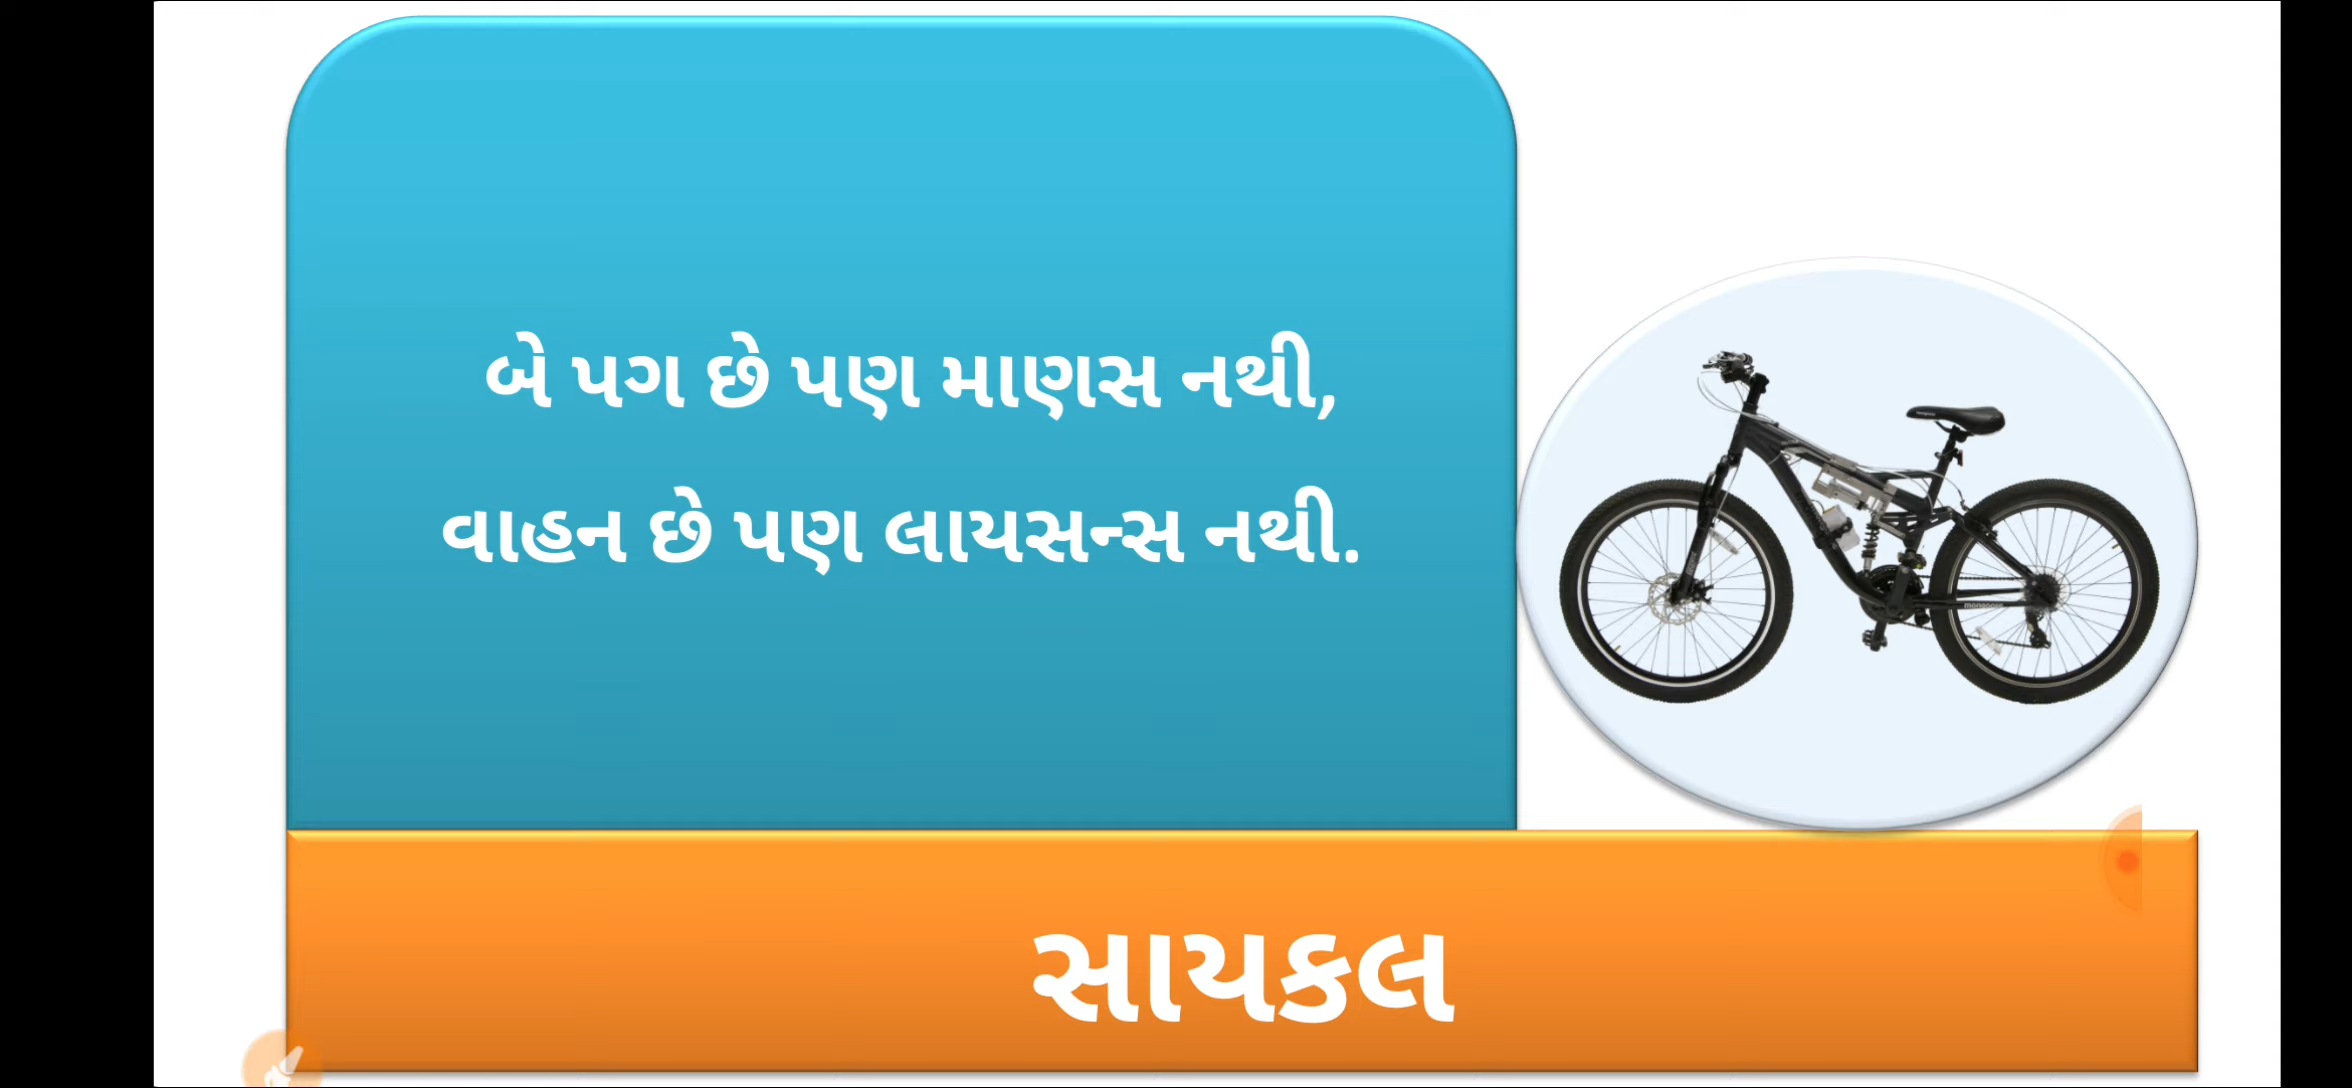 બે પગ છે પણ માણસ નથી,
વાહન છે પણ લાયસન્સ નથી.
સાયકલ